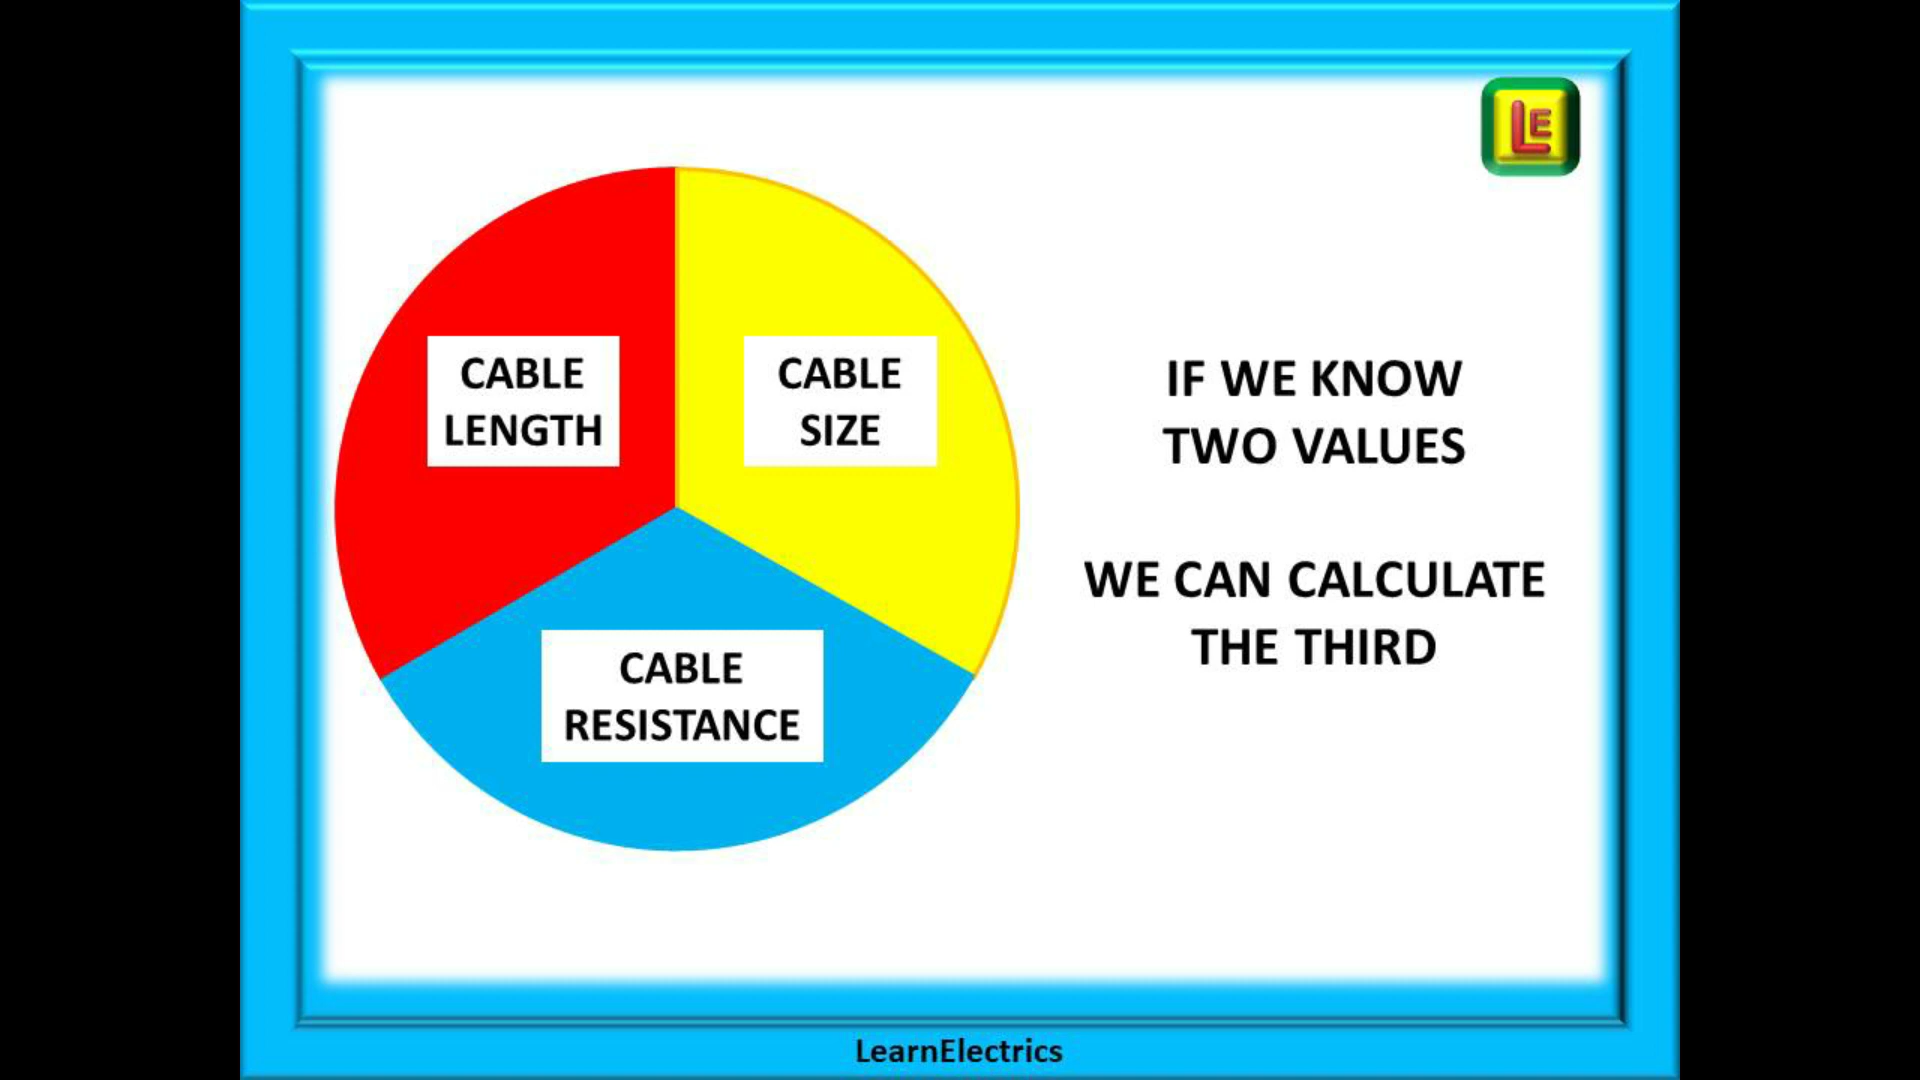 LE
CABLE
LENGTH
CABLE
SIZE
CABLE
RESISTANCE
IF WE KNOW
TWO VALUES
WE CAN CALCULATE
THE THIRD
LearnElectrics